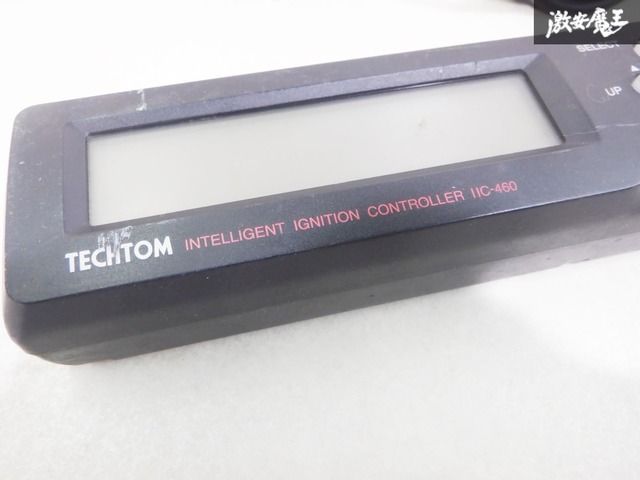 激安魔王
SELECT
▲
UP
TECHTOM INTELLIGENT IGNITION CONTROLLER IIC-460